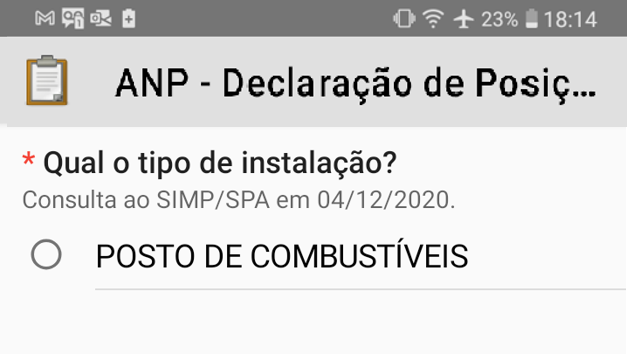 23% 18:14
ANP - Declaração de Posiç...
* Qual o tipo de instalação?
Consulta ao SIMP/SPA em 04/12/2020.
POSTO DE COMBUSTÍVEIS